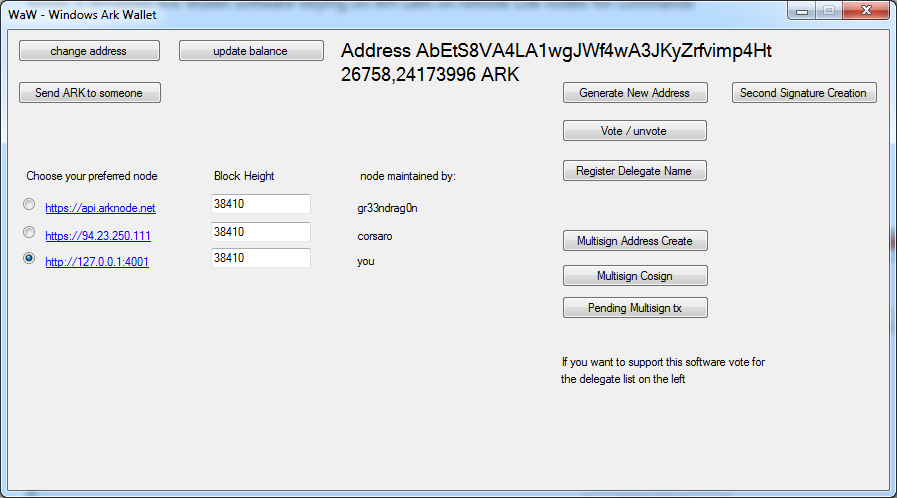 WaW - Windows Ark Wallet
change address
update balance
Address AbEtS8VA4LA1wgJWf4wA3JKyZrfvimp4Ht
26758,24173996 ARK
Send ARK to someone
Generate New Address
Second Signature Creation
Vote / unvote
Register Delegate Name
Choose your preferred node
Block Height
node maintained by:
https://api.arknode.net
38410
gr33ndrag0n
https://94.23.250.111
38410
corsaro
http://127.0.0.1:4001
38410
you
Multisign Address Create
Multisign Cosign
Pending Multisign tx
If you want to support this software vote for
the delegate list on the left